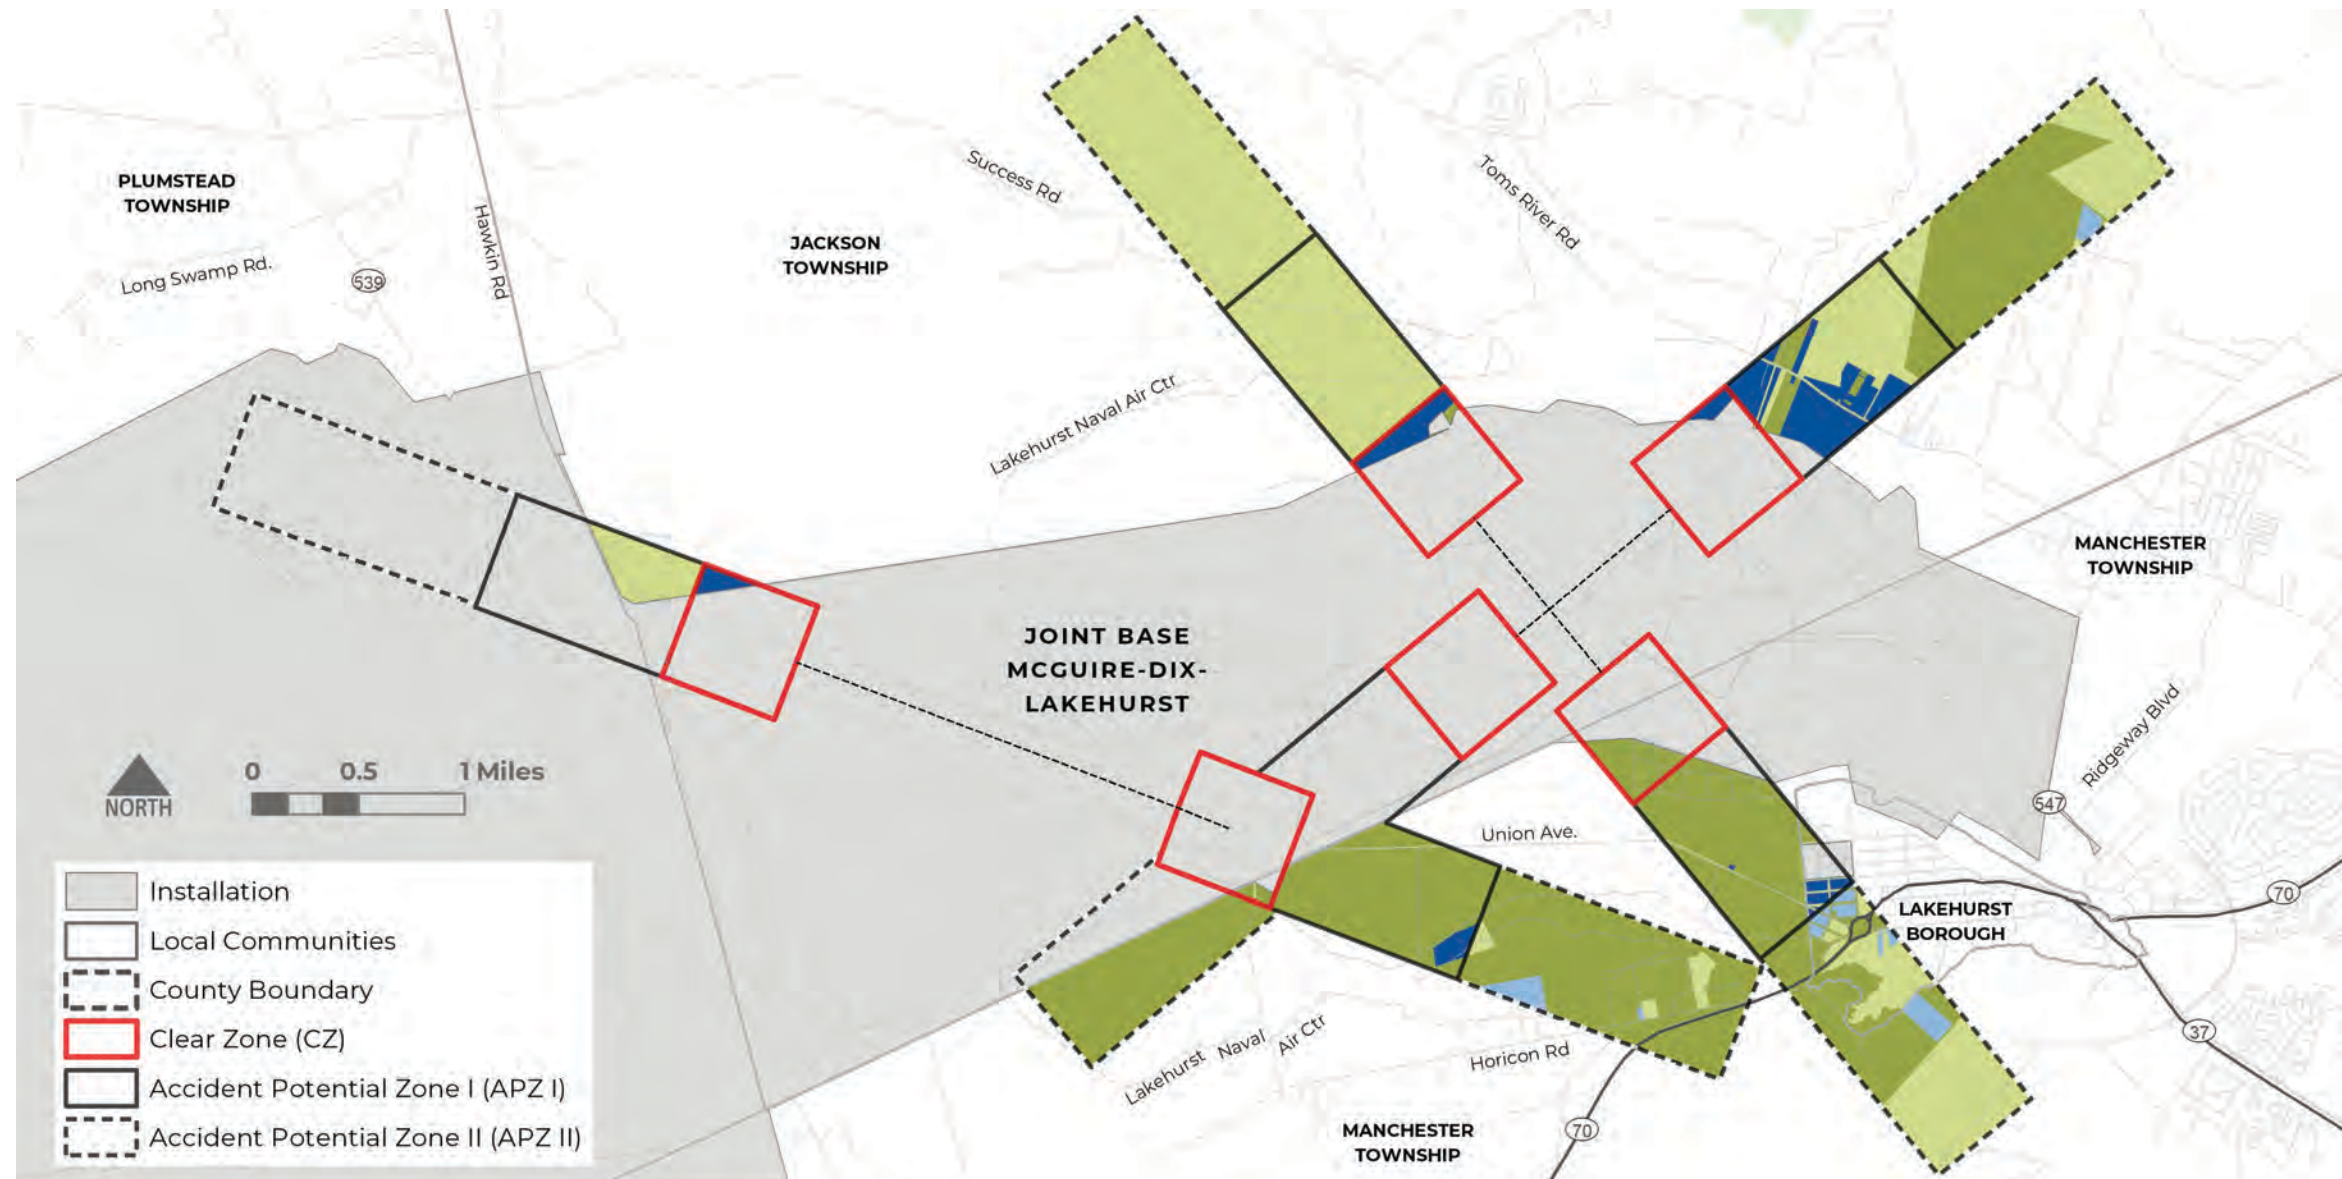 PLUMSTEAD
TOWNSHIP
Long Swamp Rd.
539
Hawkin Rd
JACKSON
TOWNSHIP
Success Rd
Toms River Rd
Lakehurst Naval Air Ctr
MANCHESTER
TOWNSHIP
JOINT BASE
MCGUIRE-DIX-
LAKEHURST
Ridgeway Blvd
547
Union Ave.
70
LAKEHURST
BOROUGH
37
Lakehurst Naval Air Ctr
Horicon Rd
70
MANCHESTER
TOWNSHIP
NORTH
0 0.5 1 Miles
Installation
Local Communities
County Boundary
Clear Zone (CZ)
Accident Potential Zone I (APZ I)
Accident Potential Zone II (APZ II)